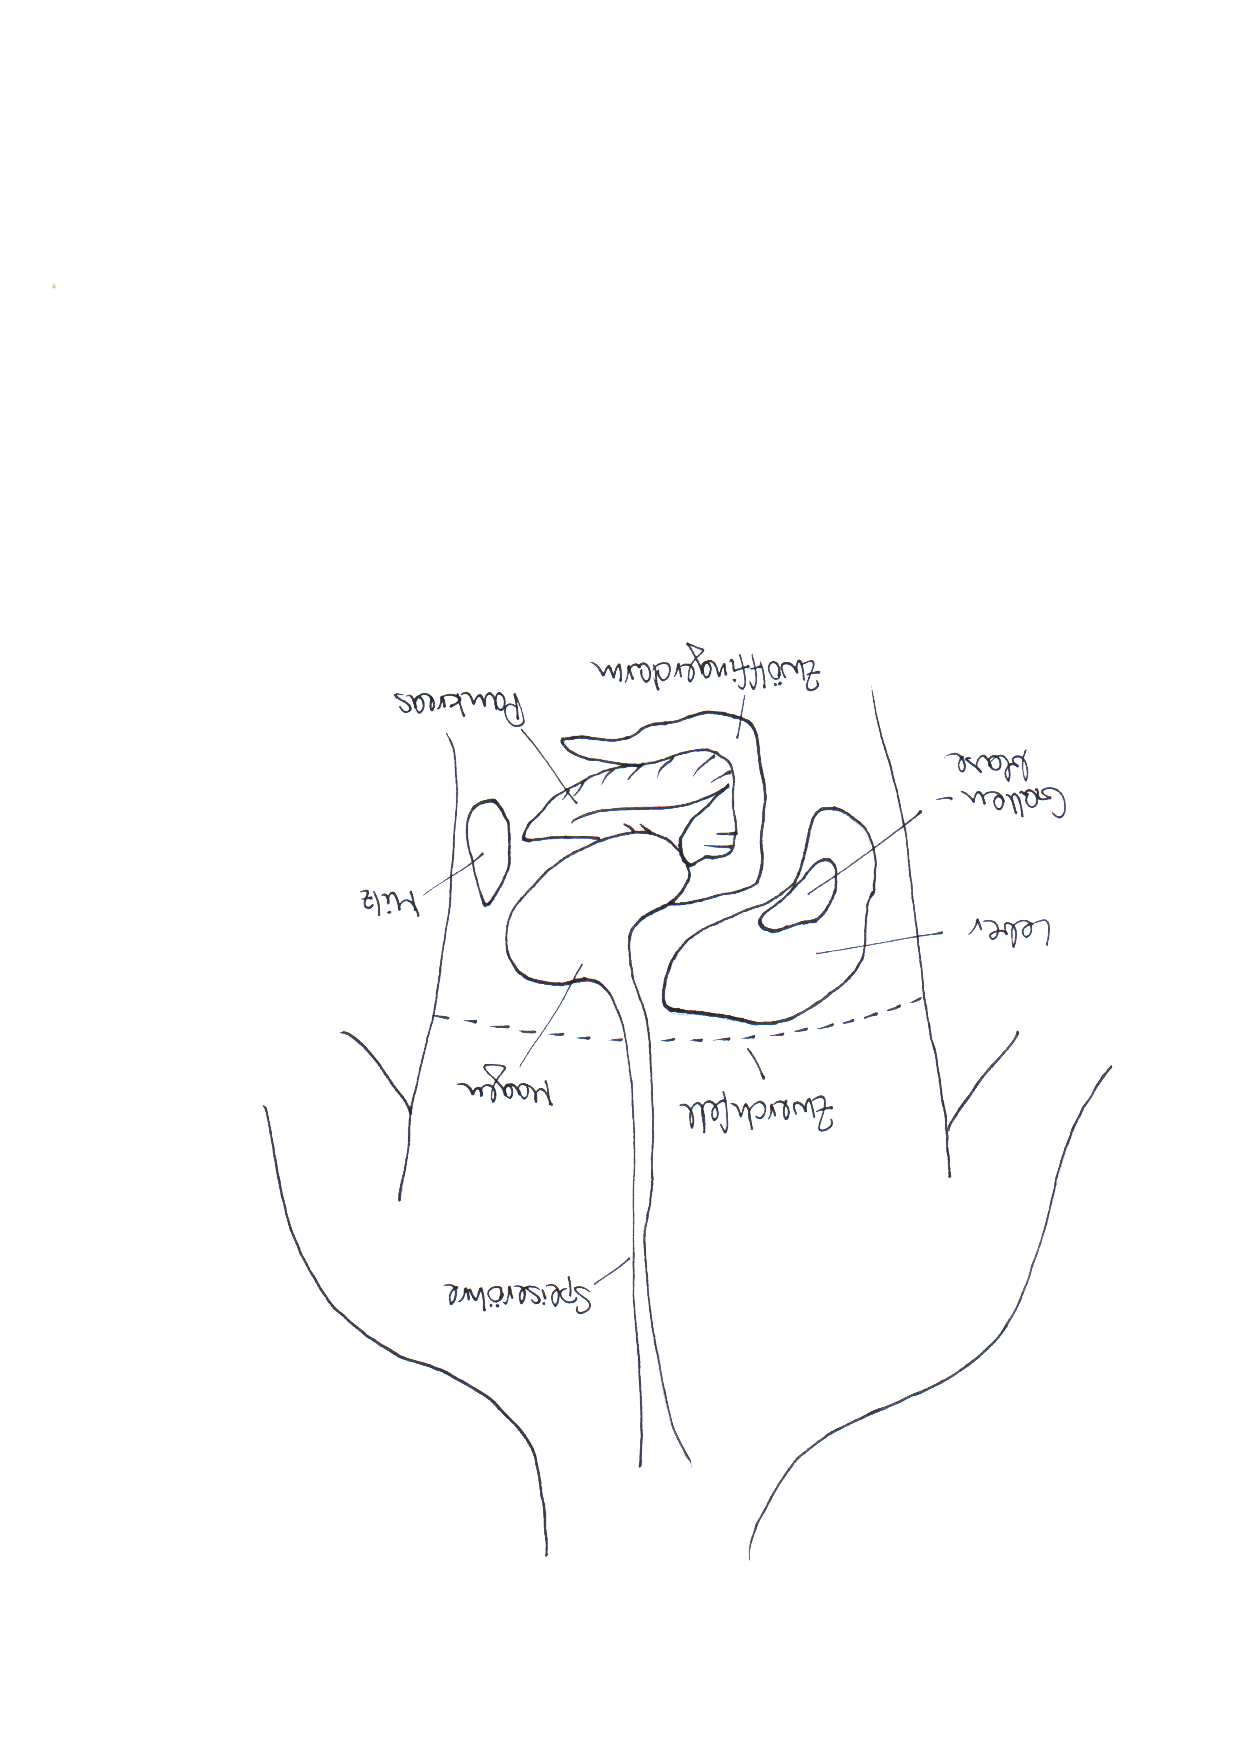 Speiseröhre
Zwerchfell
Magen
Leber
Milz
Gallen-
blase
Pankreas
Zwölffingerdarm